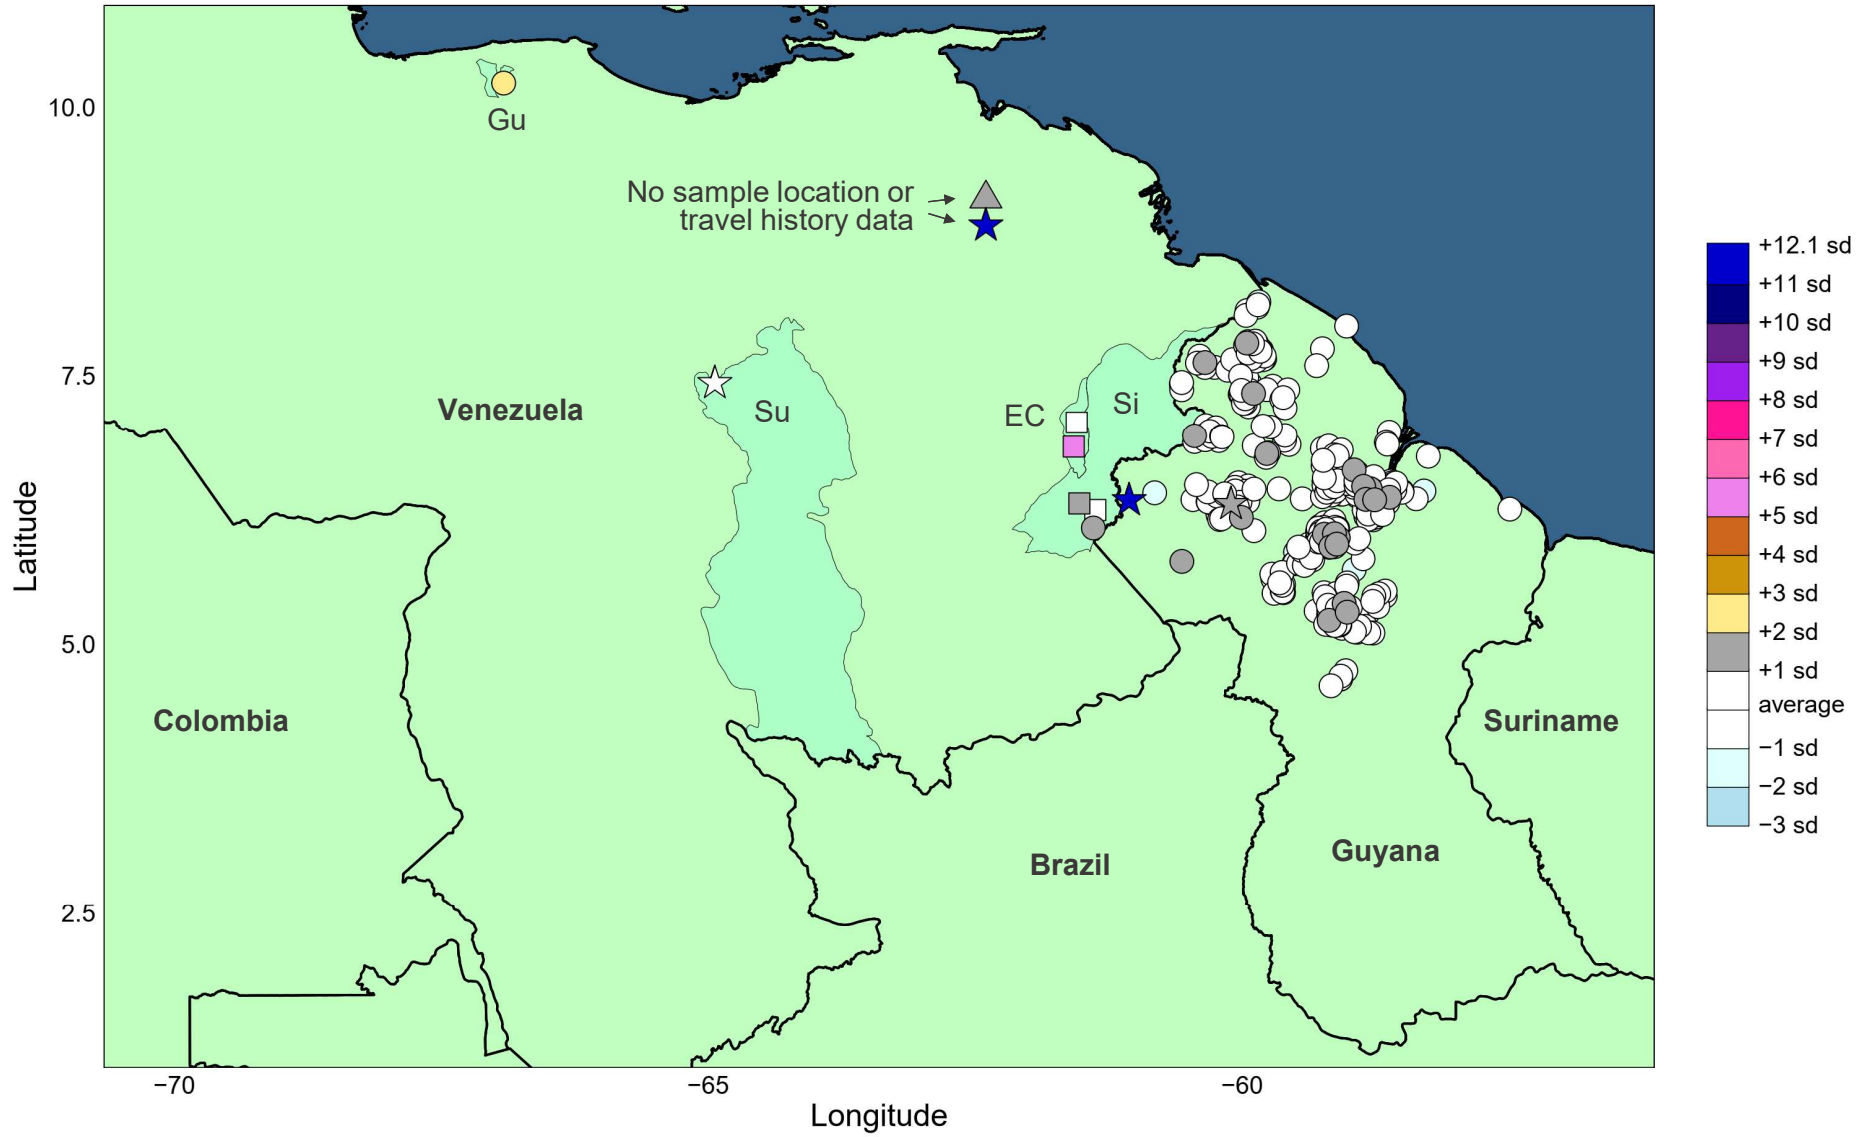 10.0
7.5
5.0
2.5
Latitude
−70
−65
−60
Longitude
Gu
No sample location or
travel history data
Venezuela
Su
EC
Si
Colombia
Brazil
Guyana
Suriname
+12.1 sd
+11 sd
+10 sd
+9 sd
+8 sd
+7 sd
+6 sd
+5 sd
+4 sd
+3 sd
+2 sd
+1 sd
average
−1 sd
−2 sd
−3 sd